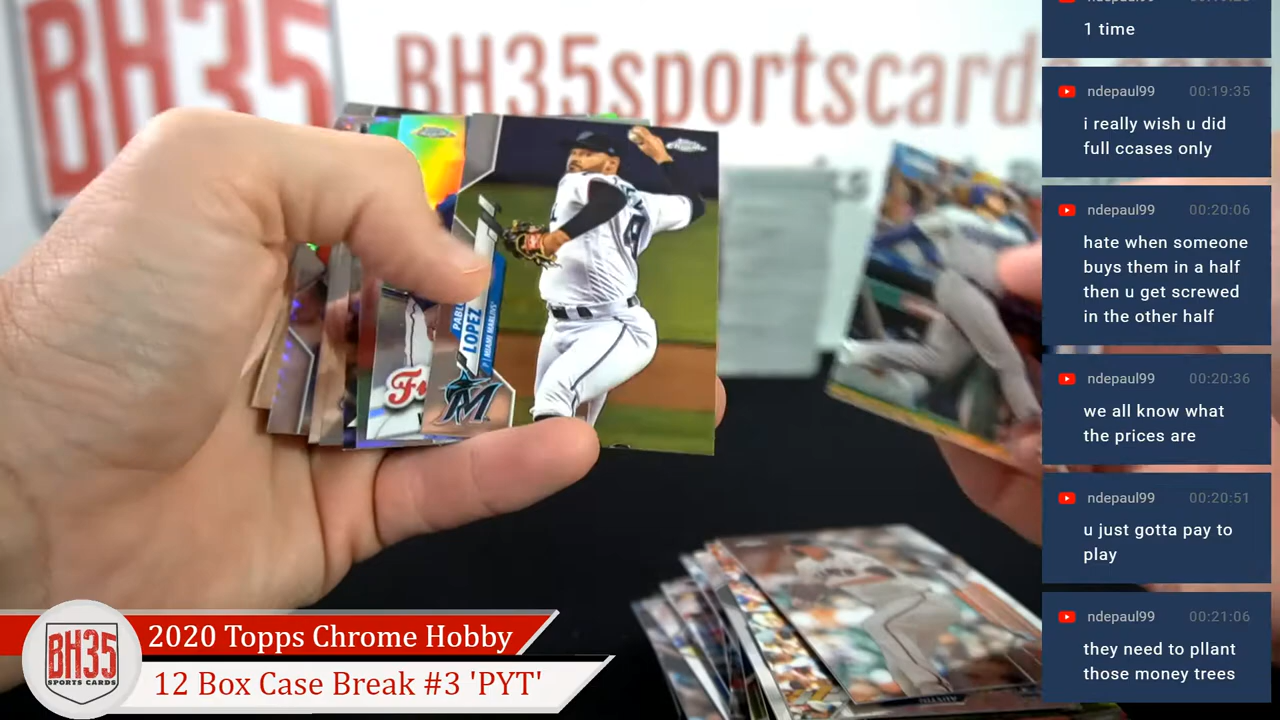 BH35
BH35sportscards
PABLO
LOPEZ
P | MIAMI MARLINS
M
2020 Topps Chrome Hobby
12 Box Case Break #3 'PYT'
BH35
SPORTS CARDS
1 time
ndepaul99 00:19:35
i really wish u did
full ccases only
ndepaul99 00:20:06
hate when someone
buys them in a half
then u get screwed
in the other half
ndepaul99 00:20:36
we all know what
the prices are
ndepaul99 00:20:51
u just gotta pay to
play
ndepaul99 00:21:06
they need to pllant
those money trees